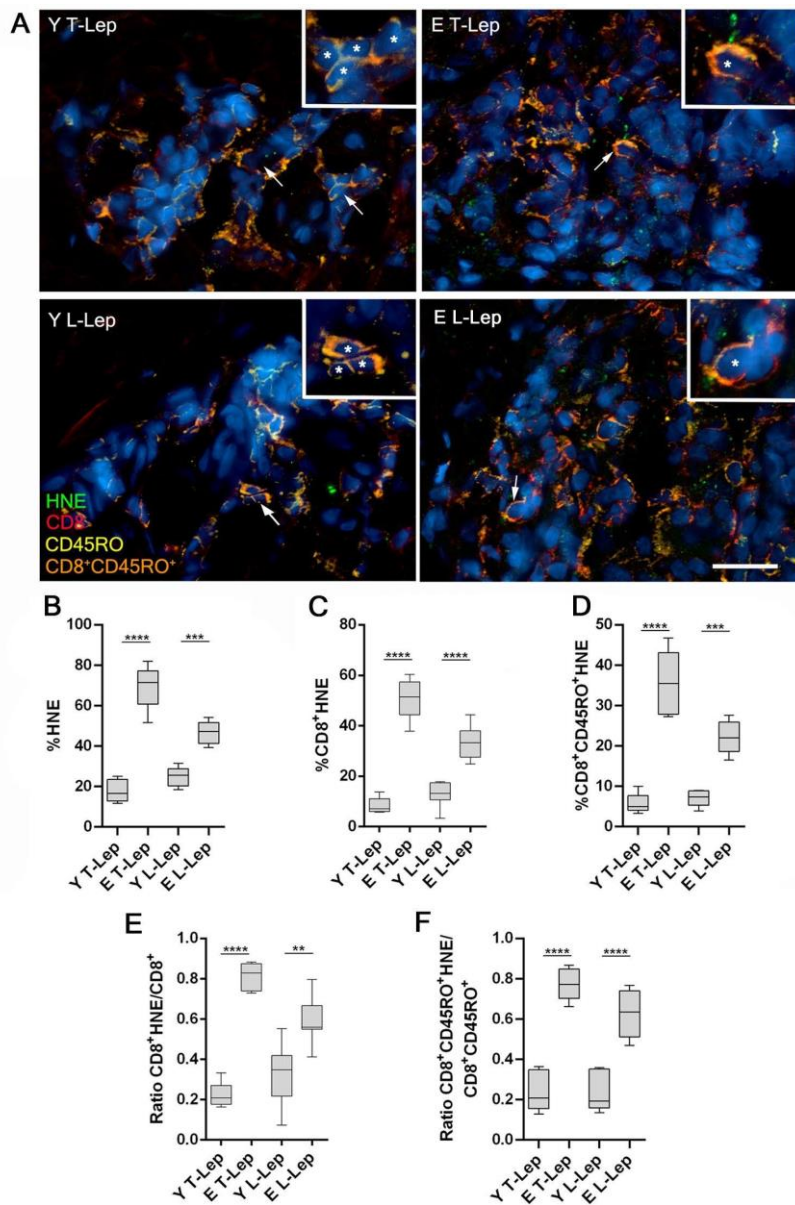 A
Y T-Lep
* * *
E T-Lep
*
Y L-Lep
* * *
HNE
CD8
CD45RO
CD8⁺CD45RO⁺
E L-Lep
*
B
%HNE
100
80
60
40
20
0
****
***
Y T-Lep
E T-Lep
Y L-Lep
E L-Lep
C
%CD8⁺HNE
80
60
40
20
0
****
****
Y T-Lep
E T-Lep
Y L-Lep
E L-Lep
D
%CD8⁺CD45RO⁺HNE
50
40
30
20
10
0
****
***
Y T-Lep
E T-Lep
Y L-Lep
E L-Lep
E
Ratio CD8⁺HNE/CD8⁺
1.0
0.8
0.6
0.4
0.2
0.0
****
**
Y T-Lep
E T-Lep
Y L-Lep
E L-Lep
F
Ratio CD8⁺CD45RO⁺HNE/
CD8⁺CD45RO⁺
1.0
0.8
0.6
0.4
0.2
0.0
****
****
Y T-Lep
E T-Lep
Y L-Lep
E L-Lep